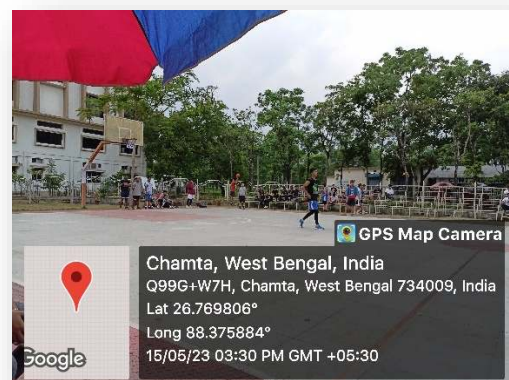 GPS Map Camera
Chamta, West Bengal, India
Q99G+W7H, Chamta, West Bengal 734009, India
Lat 26.769806°
Long 88.375884°
15/05/23 03:30 PM GMT +05:30
Google